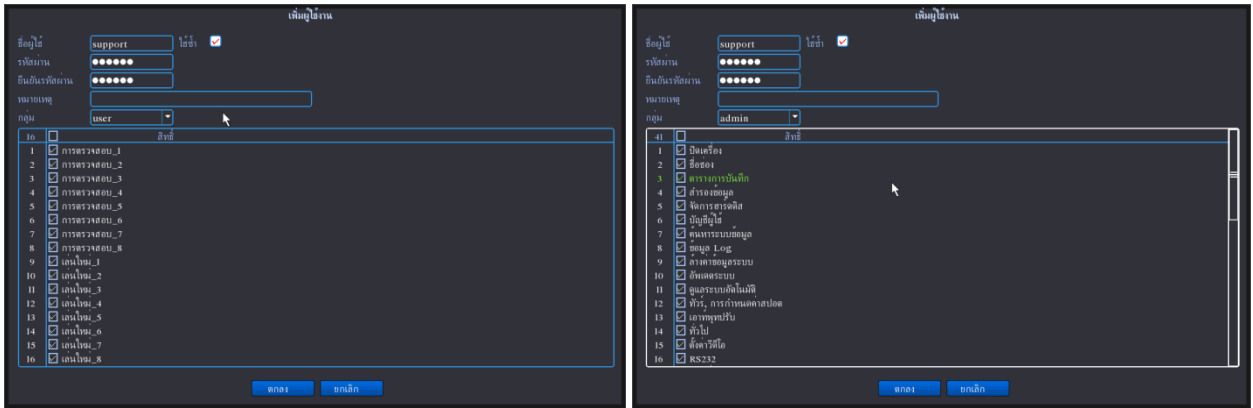 เพิ่มผู้ใช้งาน
ชื่อผู้ใช้ support ใช้ซ้ำ
รหัสผ่าน ●●●●●●
ยืนยันรหัสผ่าน ●●●●●●
หมายเหตุ
กลุ่ม user
16 สิทธิ์
1 การตรวจสอบ_1
2 การตรวจสอบ_2
3 การตรวจสอบ_3
4 การตรวจสอบ_4
5 การตรวจสอบ_5
6 การตรวจสอบ_6
7 การตรวจสอบ_7
8 การตรวจสอบ_8
9 เล่นใหม่_1
10 เล่นใหม่_2
11 เล่นใหม่_3
12 เล่นใหม่_4
13 เล่นใหม่_5
14 เล่นใหม่_6
15 เล่นใหม่_7
16 เล่นใหม่_8
ตกลง ยกเลิก
เพิ่มผู้ใช้งาน
ชื่อผู้ใช้ support ใช้ซ้ำ
รหัสผ่าน ●●●●●●
ยืนยันรหัสผ่าน ●●●●●●
หมายเหตุ
กลุ่ม admin
41 สิทธิ์
1 ปิดเครื่อง
2 ชื่อช่อง
3 ตารางการบันทึก
4 สำรองข้อมูล
5 จัดการฮารดดิส
6 บัญชีผู้ใช้
7 ค้นหาระบบข้อมูล
8 ข้อมูล Log
9 ล้างค่าข้อมูลระบบ
10 อัพเดตระบบ
11 ดูแลระบบอัตโนมัติ
12 ทัวร์, การกำหนดค่าสปอต
13 เอาท์พุทปรับ
14 ทั่วไป
15 ตั้งค่าวีดีโอ
16 RS232
ตกลง ยกเลิก